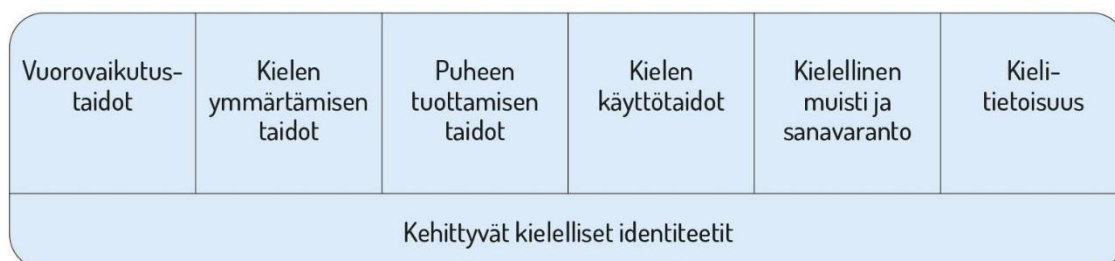 Vuorovaikutus-
taidot
Kielen
ymmärtämisen
taidot
Puheen
tuottamisen
taidot
Kielen
käyttötaidot
Kielellinen
muisti ja
sanavaranto
Kieli-
tietoisuus
Kehittyvät kielelliset identiteetit